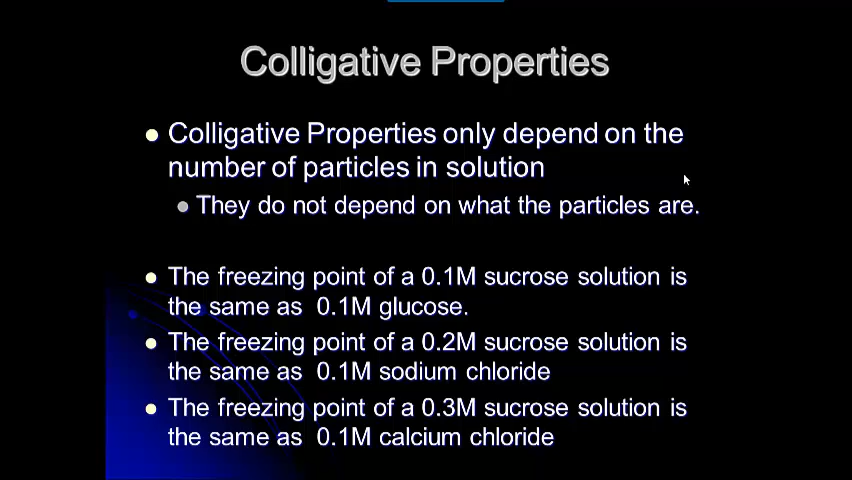 Colligative Properties
Colligative Properties only depend on the
number of particles in solution
They do not depend on what the particles are.
The freezing point of a 0.1M sucrose solution is
the same as 0.1M glucose.
The freezing point of a 0.2M sucrose solution is
the same as 0.1M sodium chloride
The freezing point of a 0.3M sucrose solution is
the same as 0.1M calcium chloride